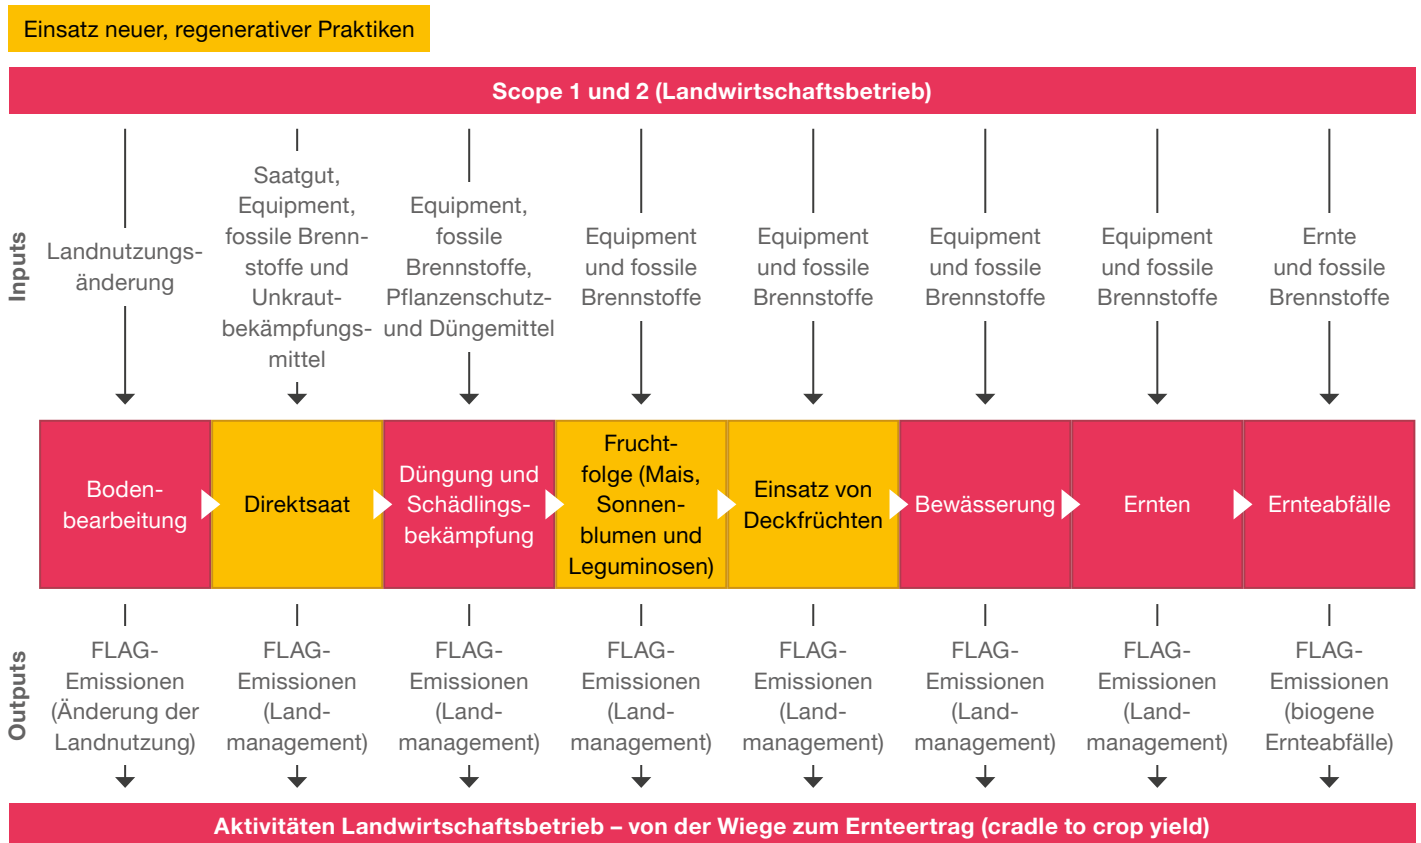 Einsatz neuer, regenerativer Praktiken
Scope 1 und 2 (Landwirtschaftsbetrieb)
Inputs
Landnutzungs-
änderung
Saatgut,
Equipment,
fossile Brenn-
stoffe und
Unkraut-
bekämpfungs-
mittel
Equipment,
fossile
Brennstoffe,
Pflanzenschutz-
und Düngemittel
Equipment
und fossile
Brennstoffe
Equipment
und fossile
Brennstoffe
Equipment
und fossile
Brennstoffe
Equipment
und fossile
Brennstoffe
Ernte
und fossile
Brennstoffe
Boden-
bearbeitung
Direktsaat
Düngung und
Schädlings-
bekämpfung
Frucht-
folge (Mais,
Sonnen-
blumen und
Leguminosen)
Einsatz von
Deckfrüchten
Bewässerung
Ernten
Ernteabfälle
Outputs
FLAG-
Emissionen
(Änderung der
Landnutzung)
FLAG-
Emissionen
(Land-
management)
FLAG-
Emissionen
(Land-
management)
FLAG-
Emissionen
(Land-
management)
FLAG-
Emissionen
(Land-
management)
FLAG-
Emissionen
(Land-
management)
FLAG-
Emissionen
(Land-
management)
FLAG-
Emissionen
(biogene
Ernteabfälle)
Aktivitäten Landwirtschaftsbetrieb – von der Wiege zum Ernteertrag (cradle to crop yield)